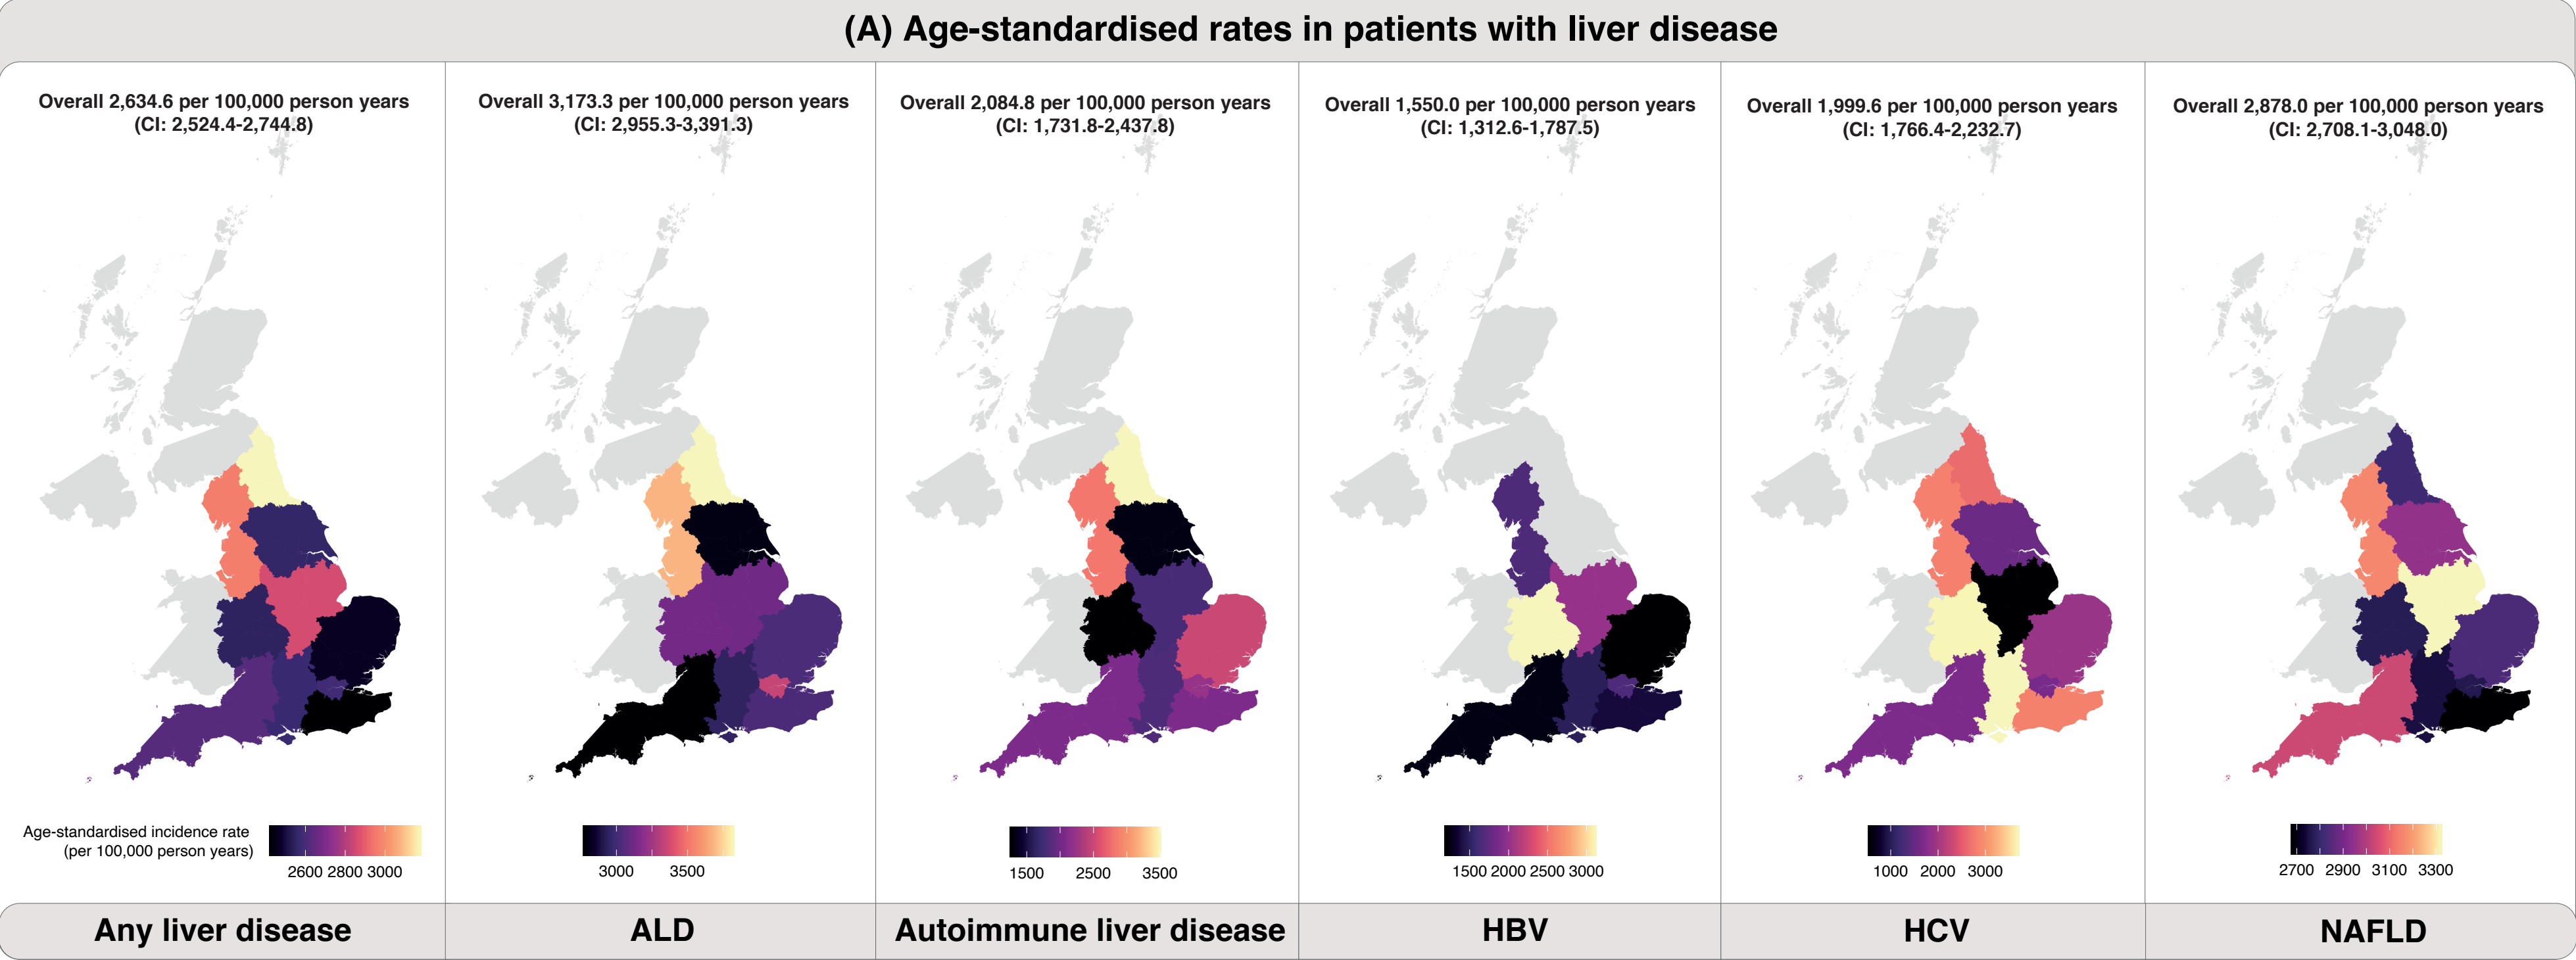 (A) Age-standardised rates in patients with liver disease
Overall 2,634.6 per 100,000 person years
(CI: 2,524.4-2,744.8)
Overall 3,173.3 per 100,000 person years
(CI: 2,955.3-3,391.3)
Overall 2,084.8 per 100,000 person years
(CI: 1,731.8-2,437.8)
Overall 1,550.0 per 100,000 person years
(CI: 1,312.6-1,787.5)
Overall 1,999.6 per 100,000 person years
(CI: 1,766.4-2,232.7)
Overall 2,878.0 per 100,000 person years
(CI: 2,708.1-3,048.0)
Age-standardised incidence rate
(per 100,000 person years)
2600 2800 3000
3000 3500
1500 2500 3500
1500 2000 2500 3000
1000 2000 3000
2700 2900 3100 3300
Any liver disease
ALD
Autoimmune liver disease
HBV
HCV
NAFLD